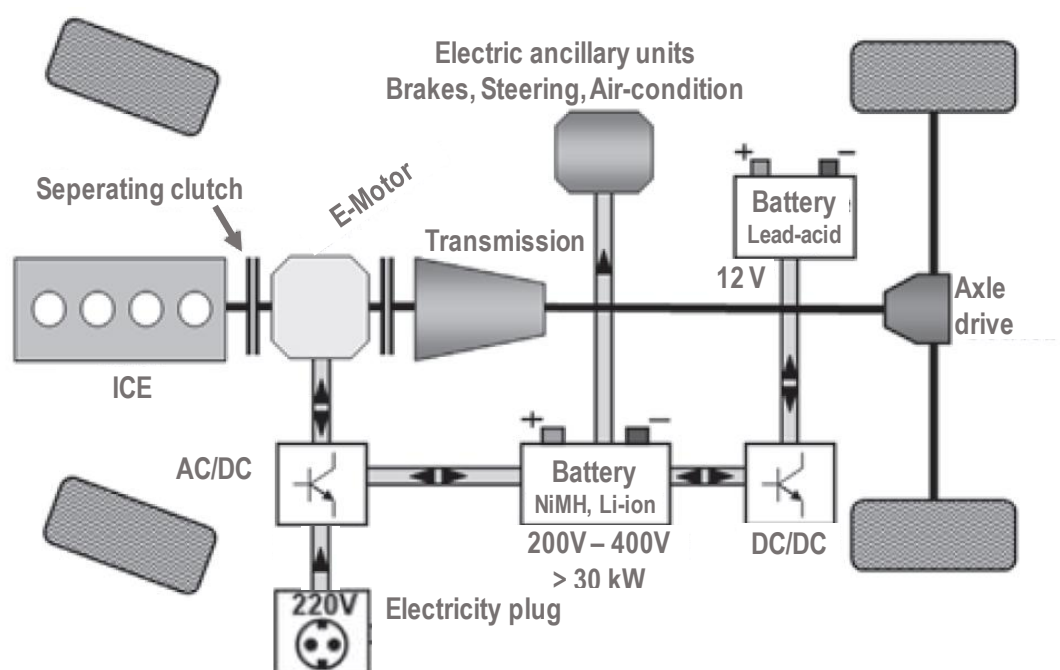 Electric ancillary units
Brakes, Steering, Air-condition
Seperating clutch
E-Motor
Transmission
+ −
Battery
Lead-acid
12 V
Axle
drive
ICE
AC/DC
+ −
Battery
NiMH, Li-ion
200V – 400V
> 30 kW
DC/DC
220V
Electricity plug